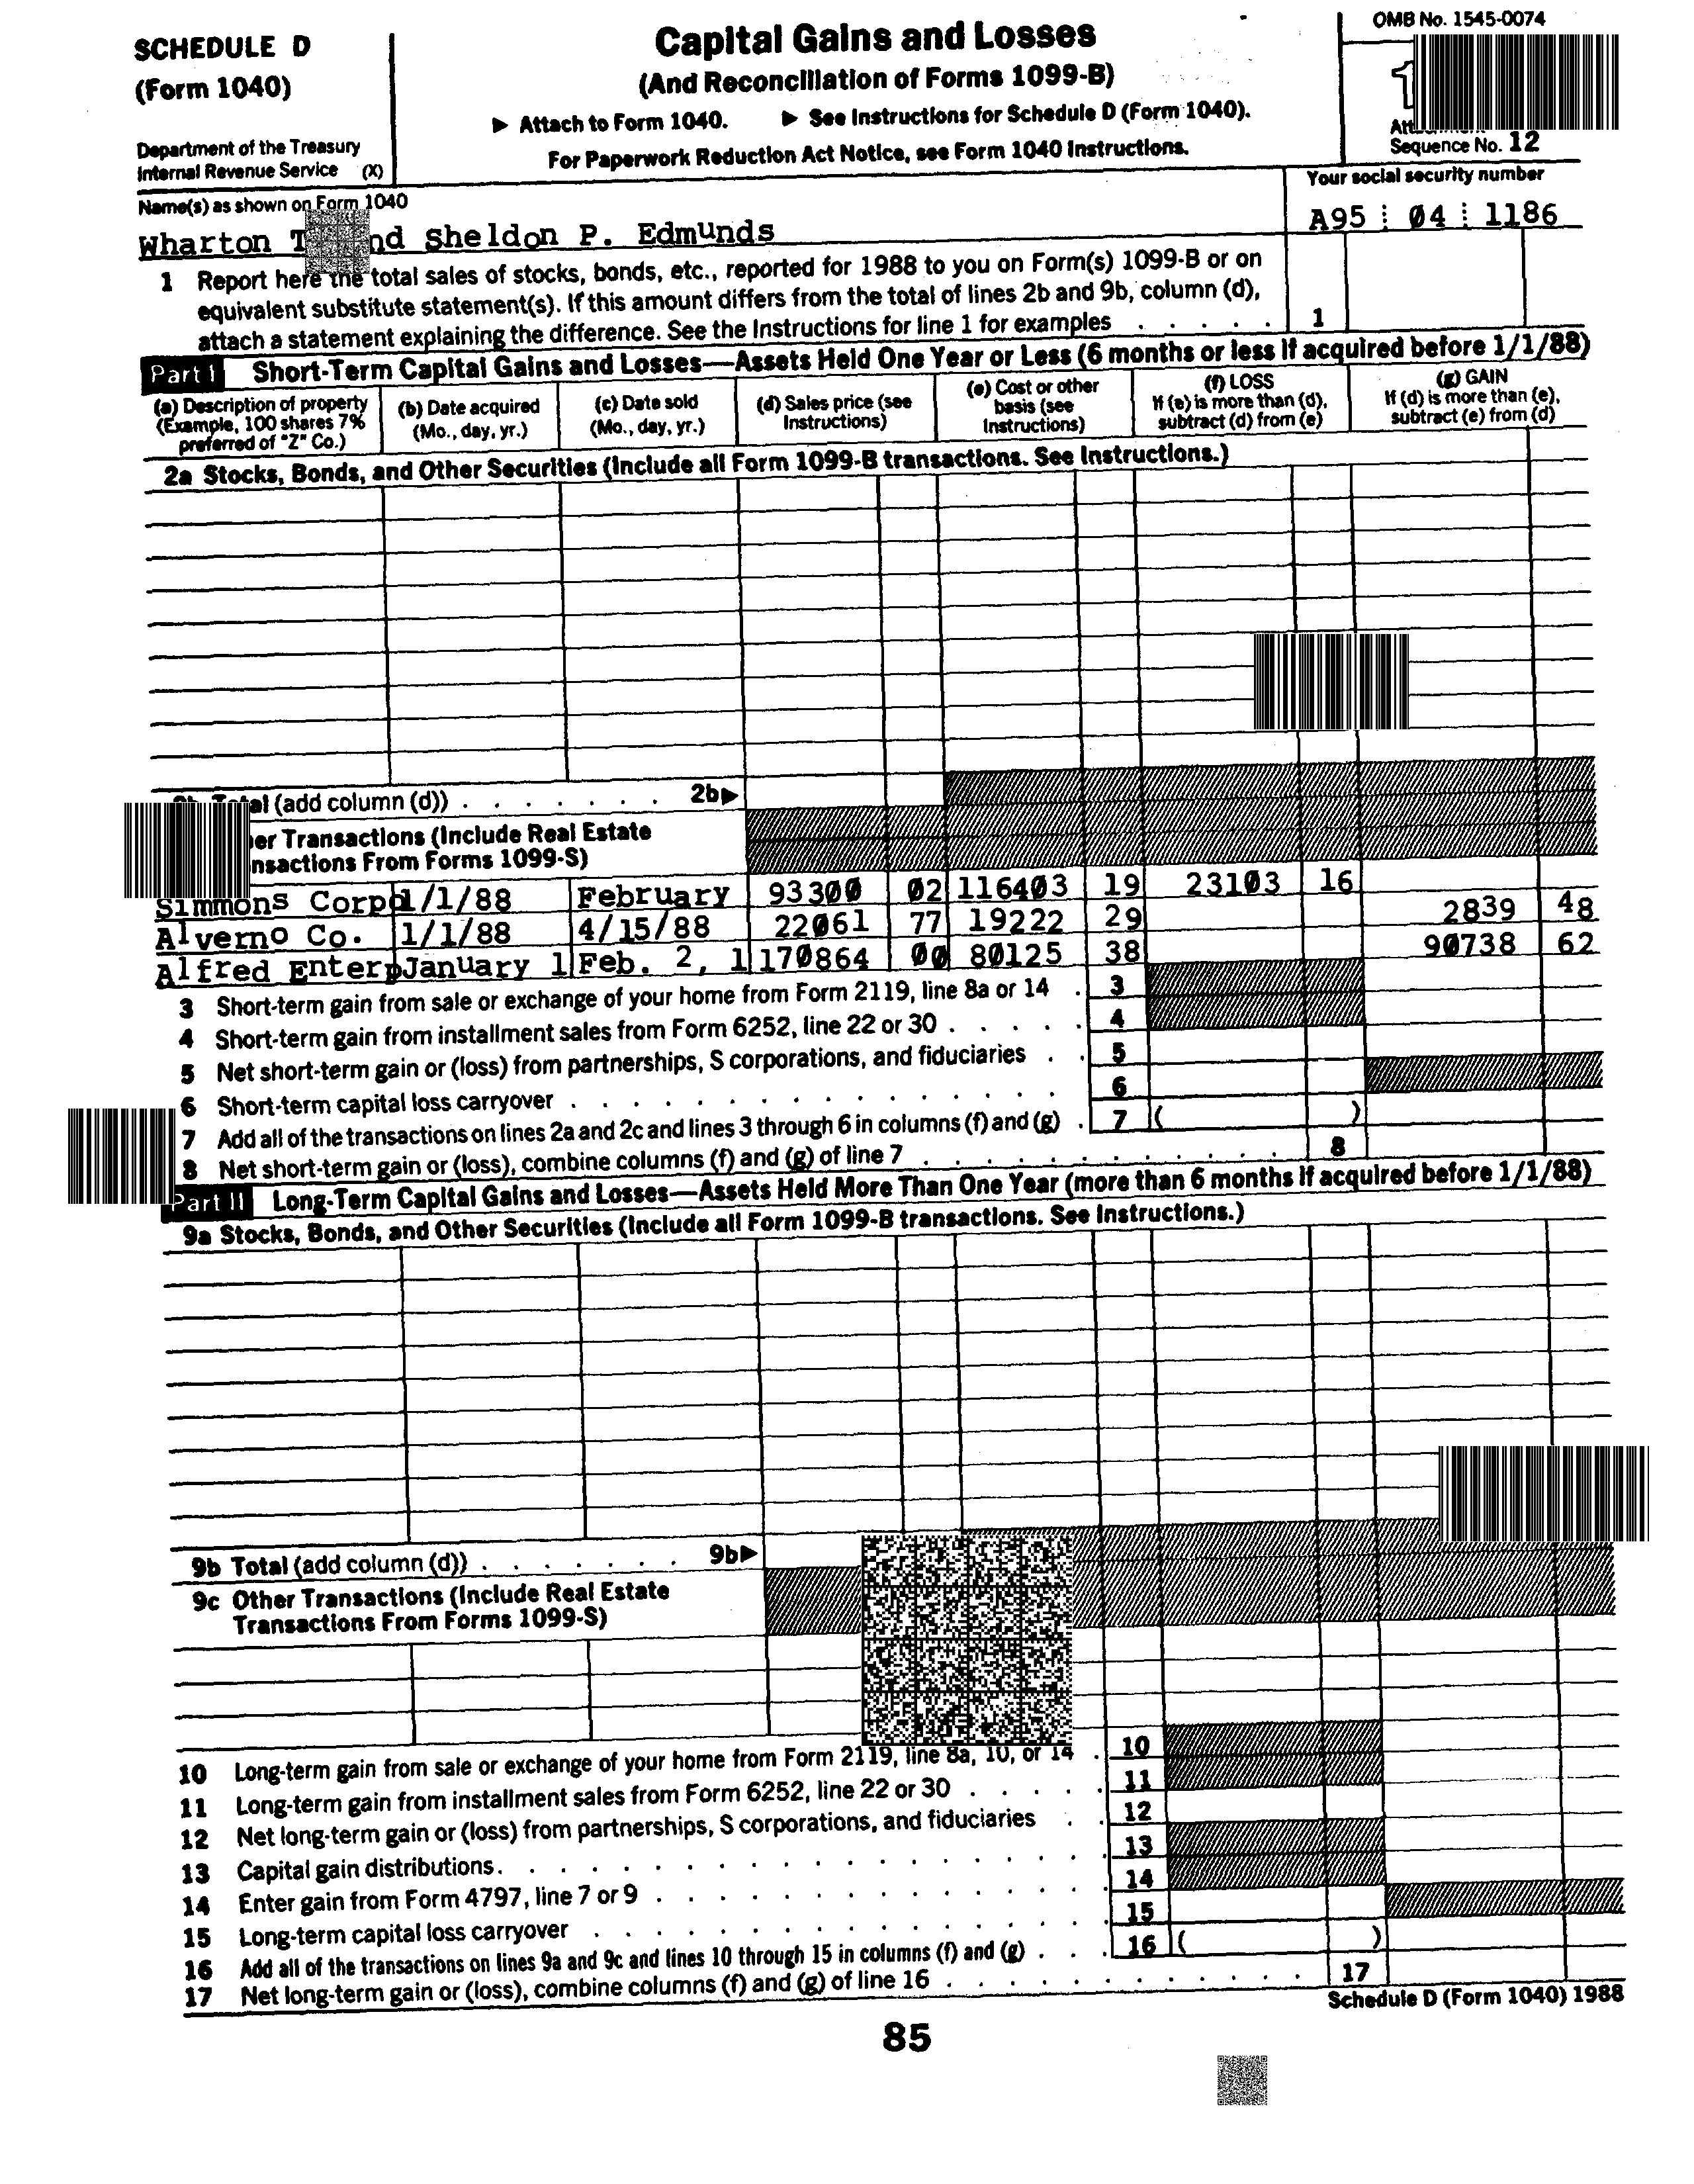 SCHEDULE D
(Form 1040)
Department of the Treasury
Internal Revenue Service (X)
Capital Gains and Losses
(And Reconciliation of Forms 1099-B)
▶ Attach to Form 1040. ▶ See Instructions for Schedule D (Form 1040).
For Paperwork Reduction Act Notice, see Form 1040 Instructions.
OMB No. 1545-0074
Sequence No. 12
Name(s) as shown on Form 1040
Your social security number
Wharton Sheldon P. Edmunds
A95 04 1186
1 Report here the total sales of stocks, bonds, etc., reported for 1988 to you on Form(s) 1099-B or on
equivalent substitute statement(s). If this amount differs from the total of lines 2b and 9b, column (d),
attach a statement explaining the difference. See the Instructions for line 1 for examples . . . . . 1
Part I Short-Term Capital Gains and Losses—Assets Held One Year or Less (6 months or less if acquired before 1/1/88)
(a) Description of property
(Example, 100 shares 7%
preferred of "Z" Co.)
(b) Date acquired
(Mo., day, yr.)
(c) Date sold
(Mo., day, yr.)
(d) Sales price (see
Instructions)
(e) Cost or other
basis (see
Instructions)
(f) LOSS
If (e) is more than (d),
subtract (d) from (e)
(g) GAIN
If (d) is more than (e),
subtract (e) from (d)
2a Stocks, Bonds, and Other Securities (Include all Form 1099-B transactions. See Instructions.)
(add column (d)) . . . . . . . 2b▶
Transactions (Include Real Estate
From Forms 1099-S)
Simmons Corpo 1/1/88 February 93300 02 116403 19 23103 16
Alverno Co. 1/1/88 4/15/88 22061 77 19222 29 2839 48
Alfred Enterp January 1 Feb. 2, 1 170864 00 80125 38 90738 62
3 Short-term gain from sale or exchange of your home from Form 2119, line 8a or 14 . 3
4 Short-term gain from installment sales from Form 6252, line 22 or 30 . . . . . 4
5 Net short-term gain or (loss) from partnerships, S corporations, and fiduciaries . . 5
6 Short-term capital loss carryover . . . . . . . . . . . . . . . 6
7 Add all of the transactions on lines 2a and 2c and lines 3 through 6 in columns (f) and (g) . 7 ( )
8 Net short-term gain or (loss), combine columns (f) and (g) of line 7 . . . . . . . . . . . . 8
Part II Long-Term Capital Gains and Losses—Assets Held More Than One Year (more than 6 months if acquired before 1/1/88)
9a Stocks, Bonds, and Other Securities (Include all Form 1099-B transactions. See Instructions.)
9b Total (add column (d)) . . . . . . . 9b▶
9c Other Transactions (Include Real Estate
Transactions From Forms 1099-S)
10 Long-term gain from sale or exchange of your home from Form 2119, line 8a, 10, or 14 . 10
11 Long-term gain from installment sales from Form 6252, line 22 or 30 . . . . . 11
12 Net long-term gain or (loss) from partnerships, S corporations, and fiduciaries . . 12
13 Capital gain distributions. . . . . . . . . . . . . . . . . . . 13
14 Enter gain from Form 4797, line 7 or 9 . . . . . . . . . . . . . 14
15 Long-term capital loss carryover . . . . . . . . . . . . . . . 15
16 Add all of the transactions on lines 9a and 9c and lines 10 through 15 in columns (f) and (g) . . . 16 ( )
17 Net long-term gain or (loss), combine columns (f) and (g) of line 16 . . . . . . . . . . . . 17
Schedule D (Form 1040) 1988
85